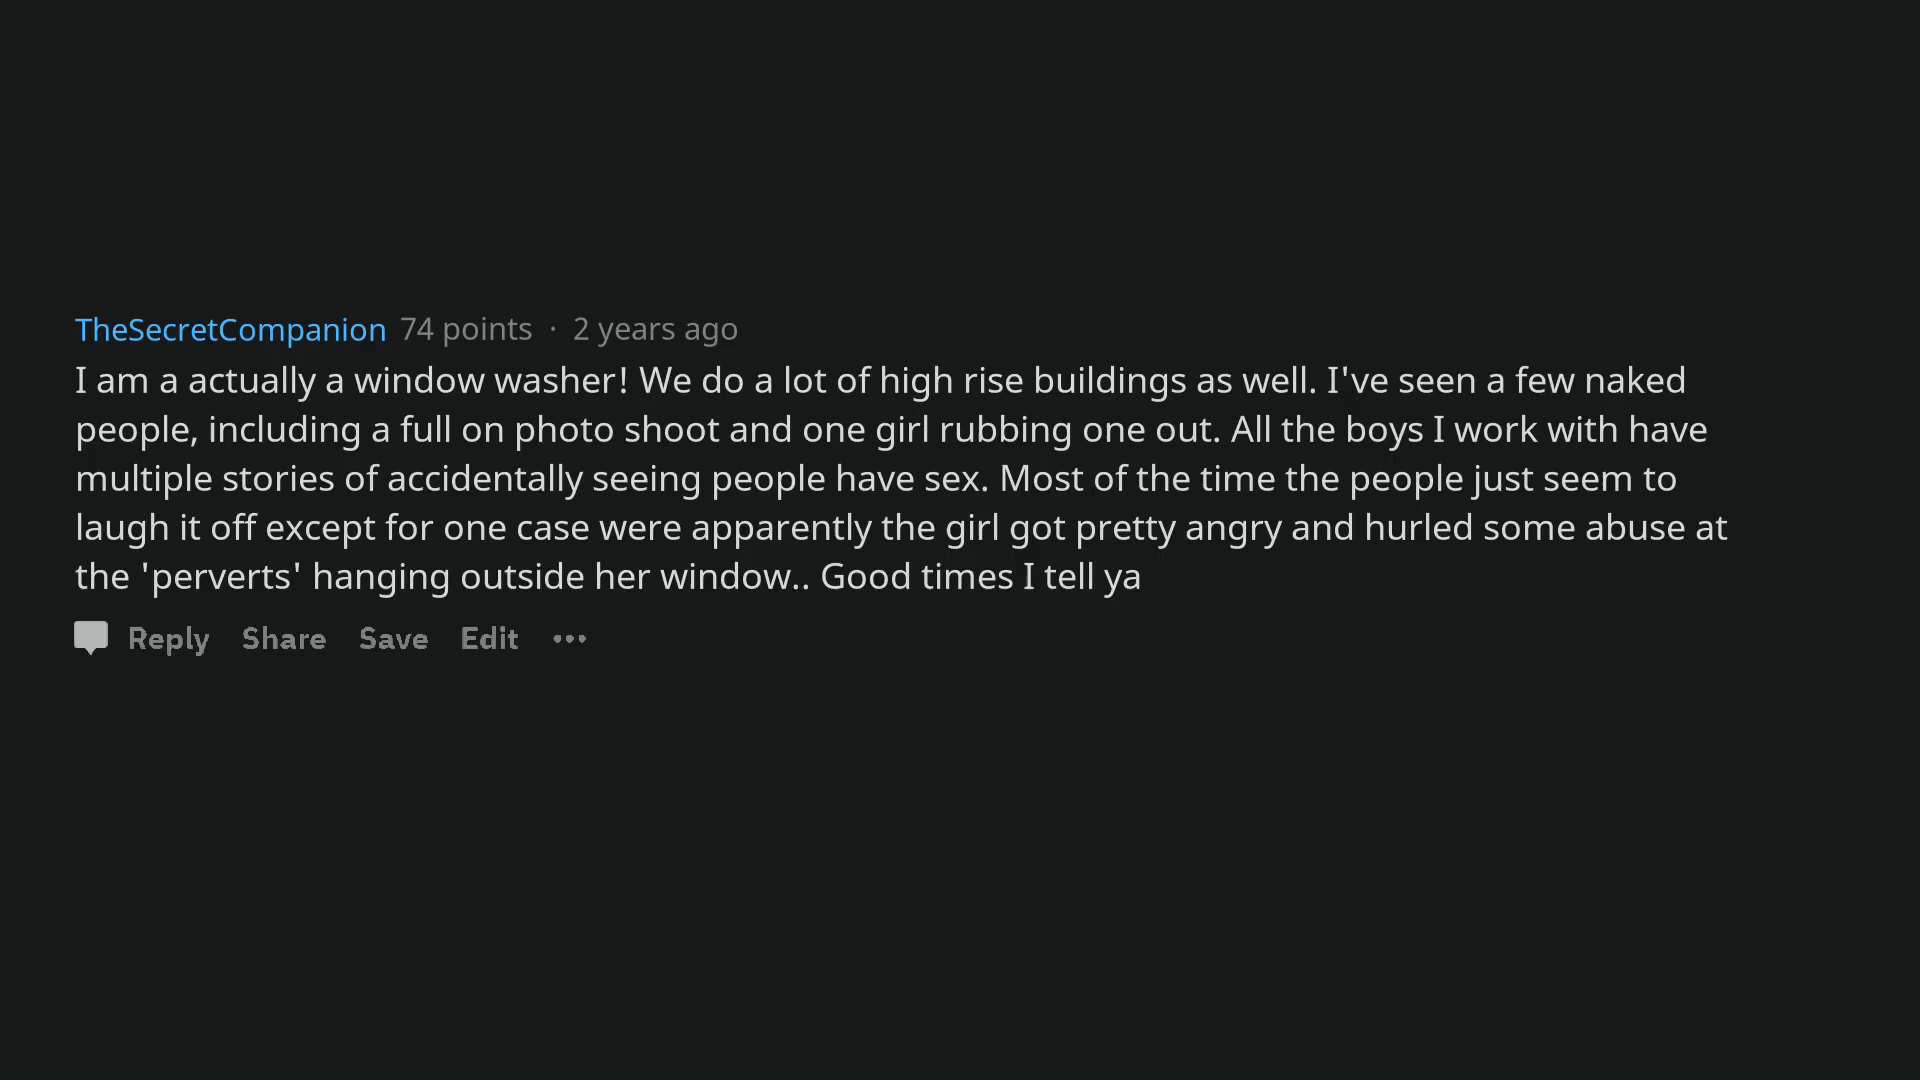 TheSecretCompanion 74 points · 2 years ago
I am a actually a window washer! We do a lot of high rise buildings as well. I've seen a few naked
people, including a full on photo shoot and one girl rubbing one out. All the boys I work with have
multiple stories of accidentally seeing people have sex. Most of the time the people just seem to
laugh it off except for one case were apparently the girl got pretty angry and hurled some abuse at
the 'perverts' hanging outside her window.. Good times I tell ya
Reply Share Save Edit •••